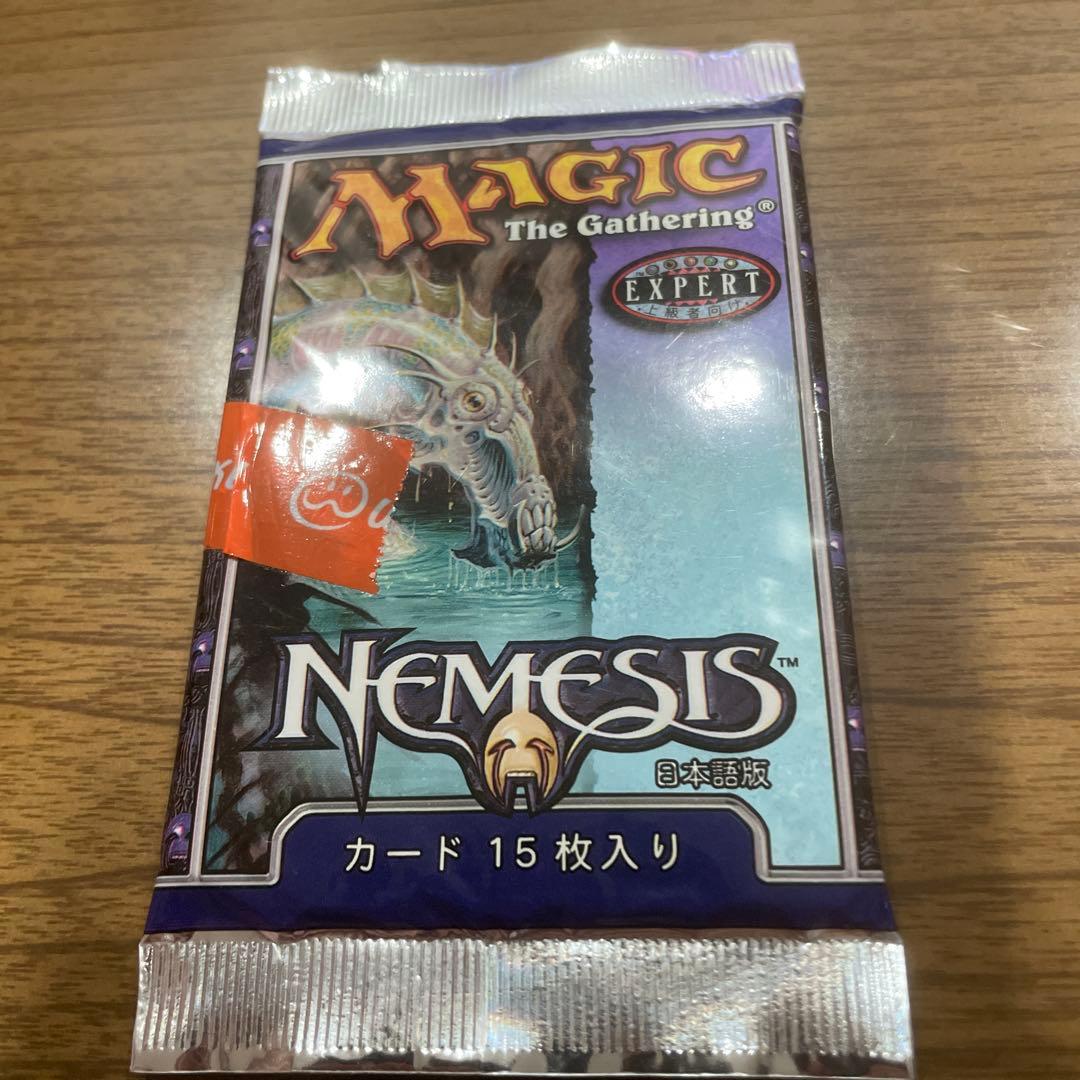 MAGIC
The Gathering®
™
EXPERT
上級者向け
NEMESIS™
日本語版
カード 15 枚入り